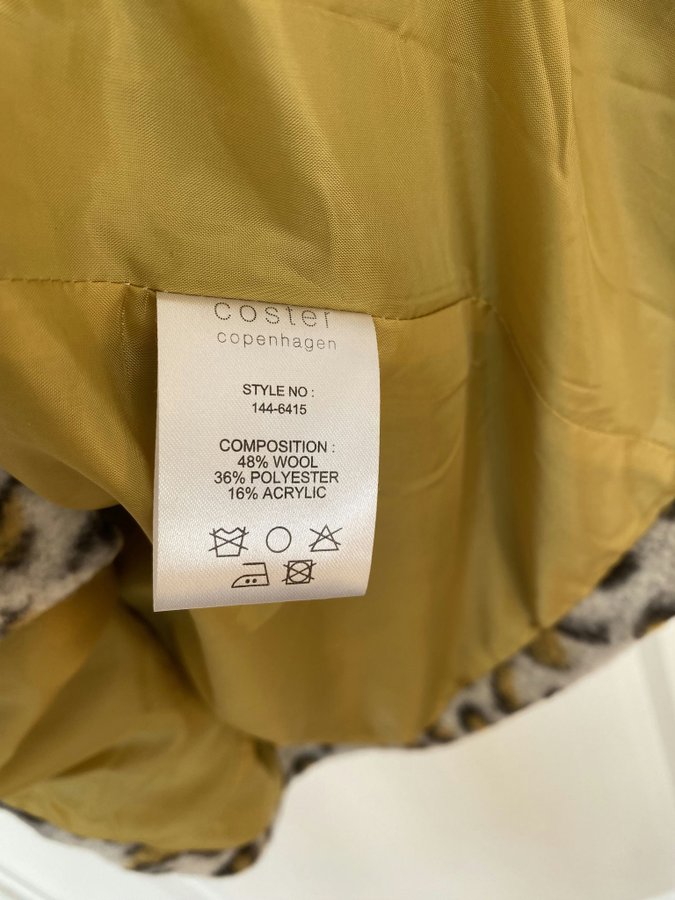 coster
copenhagen
STYLE NO :
144-6415
COMPOSITION :
48% WOOL
36% POLYESTER
16% ACRYLIC